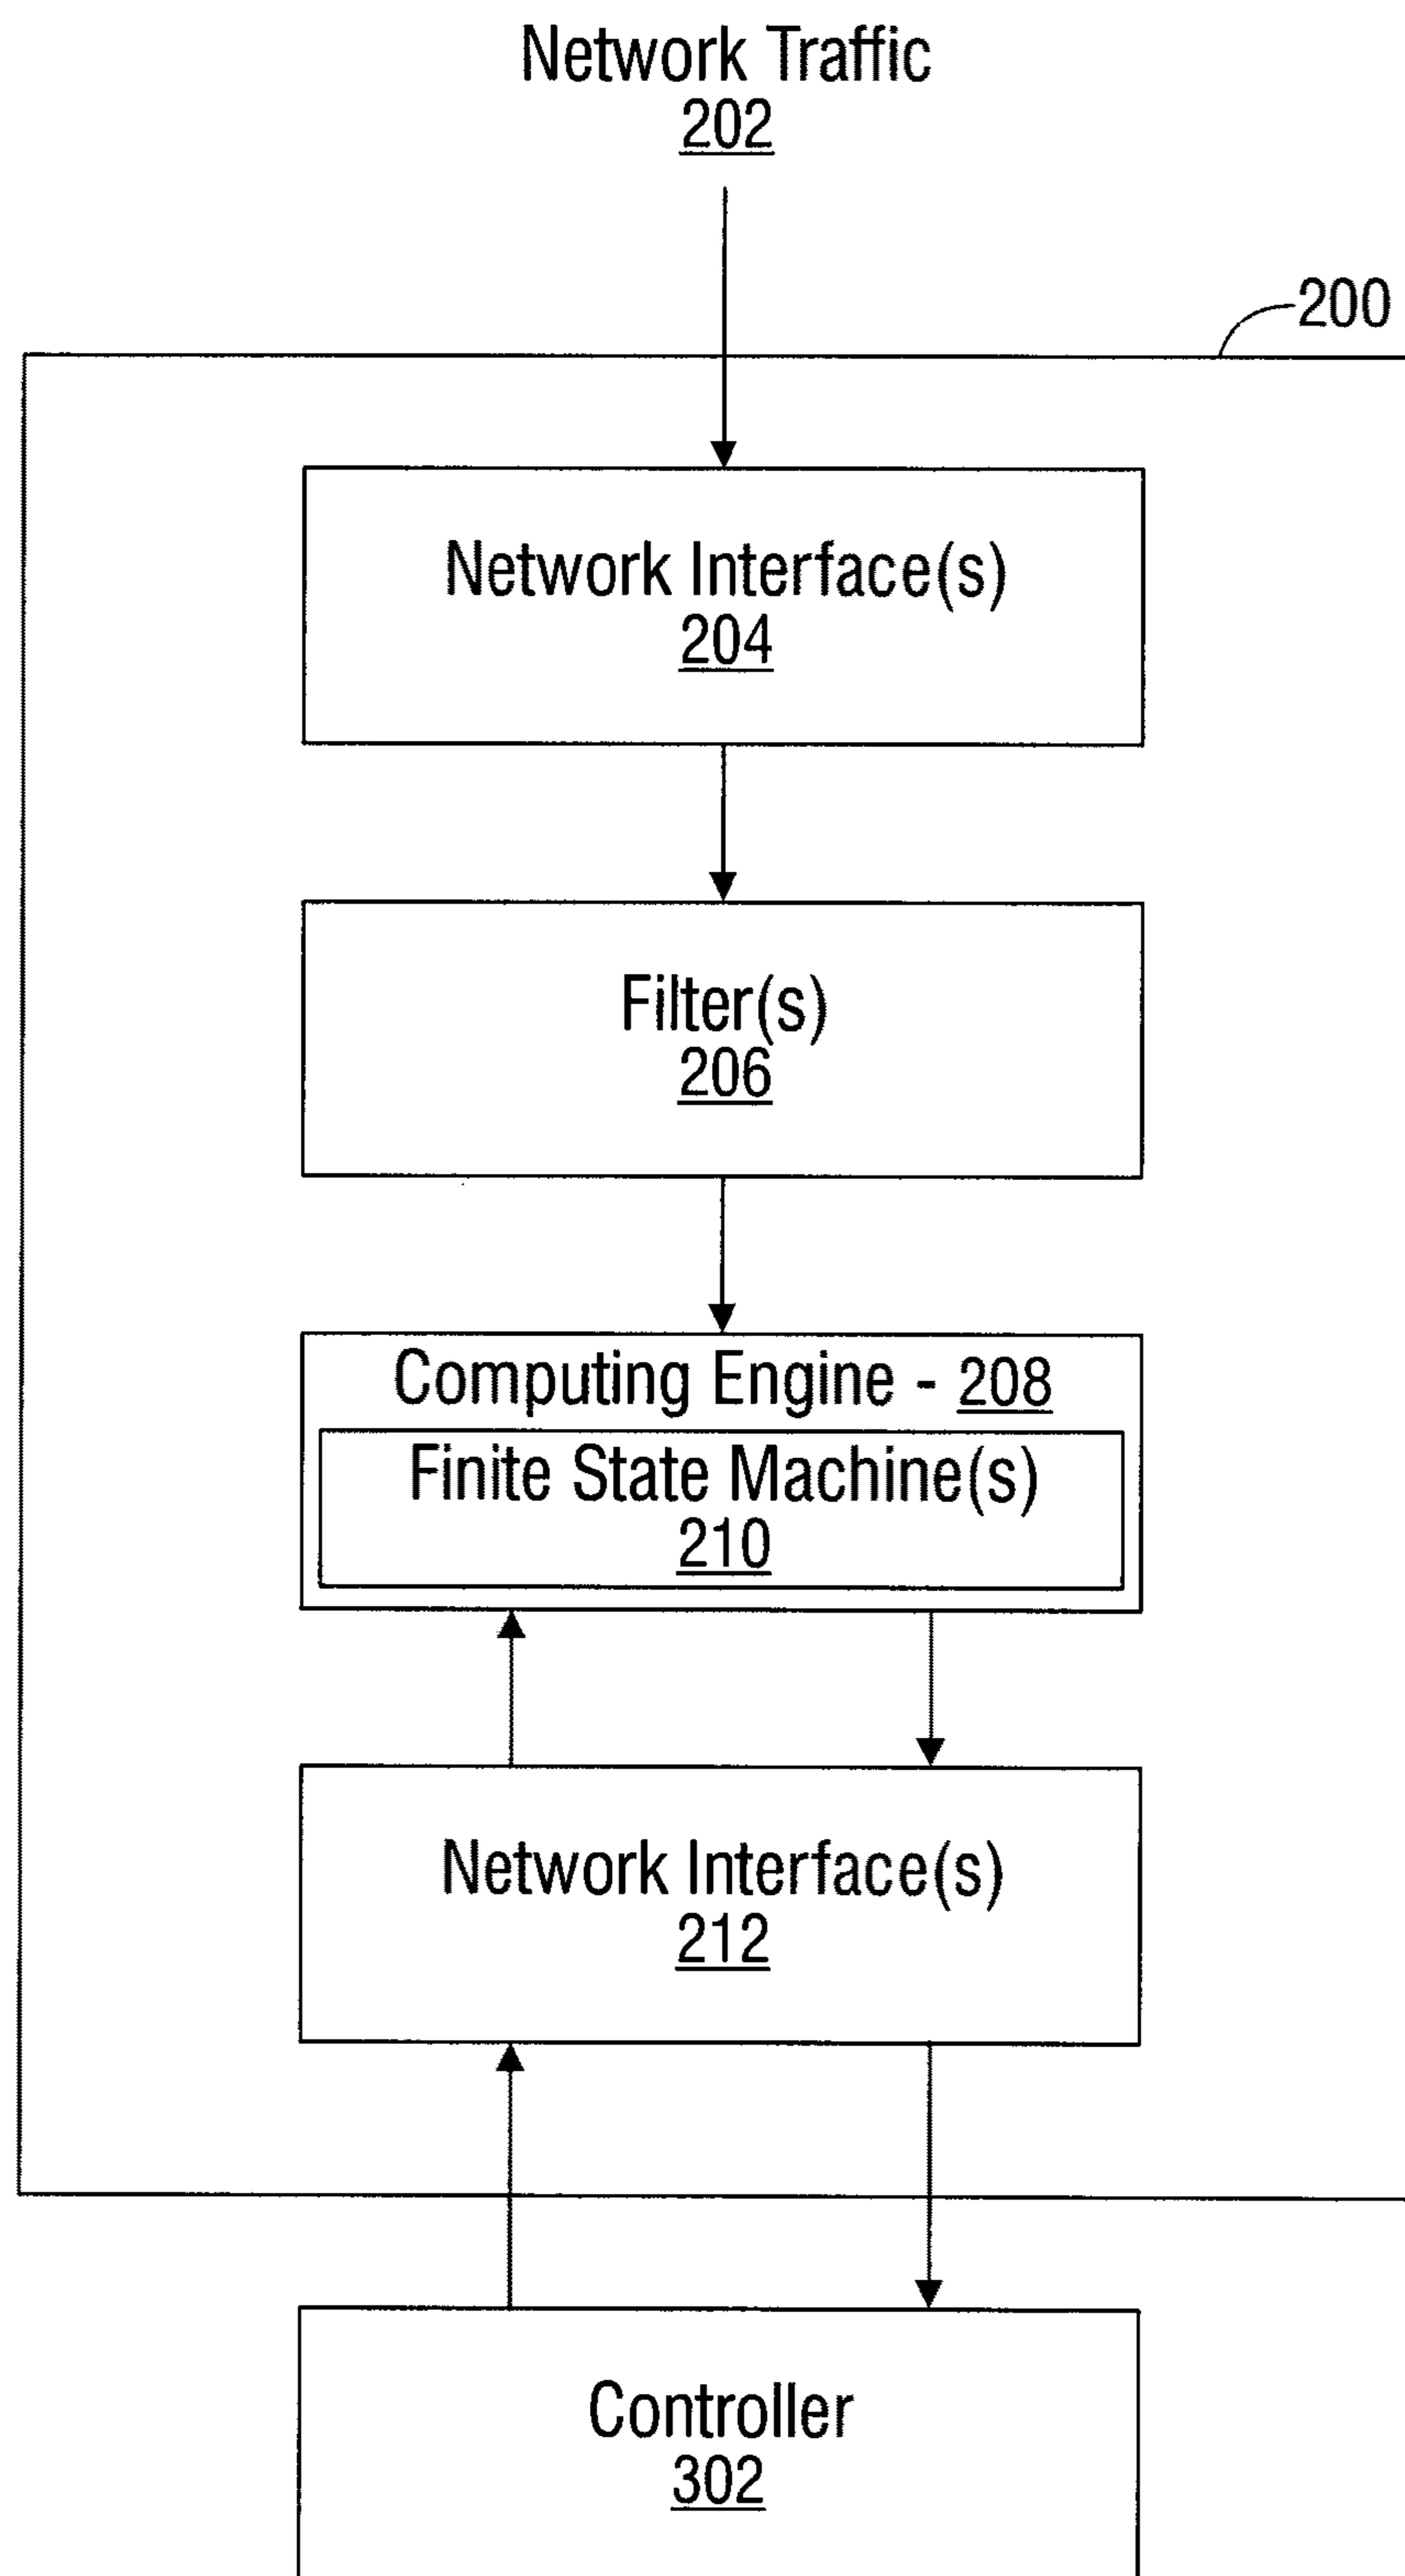 Network Traffic
202
200
Network Interface(s)
204
Filter(s)
206
Computing Engine - 208
Finite State Machine(s)
210
Network Interface(s)
212
Controller
302